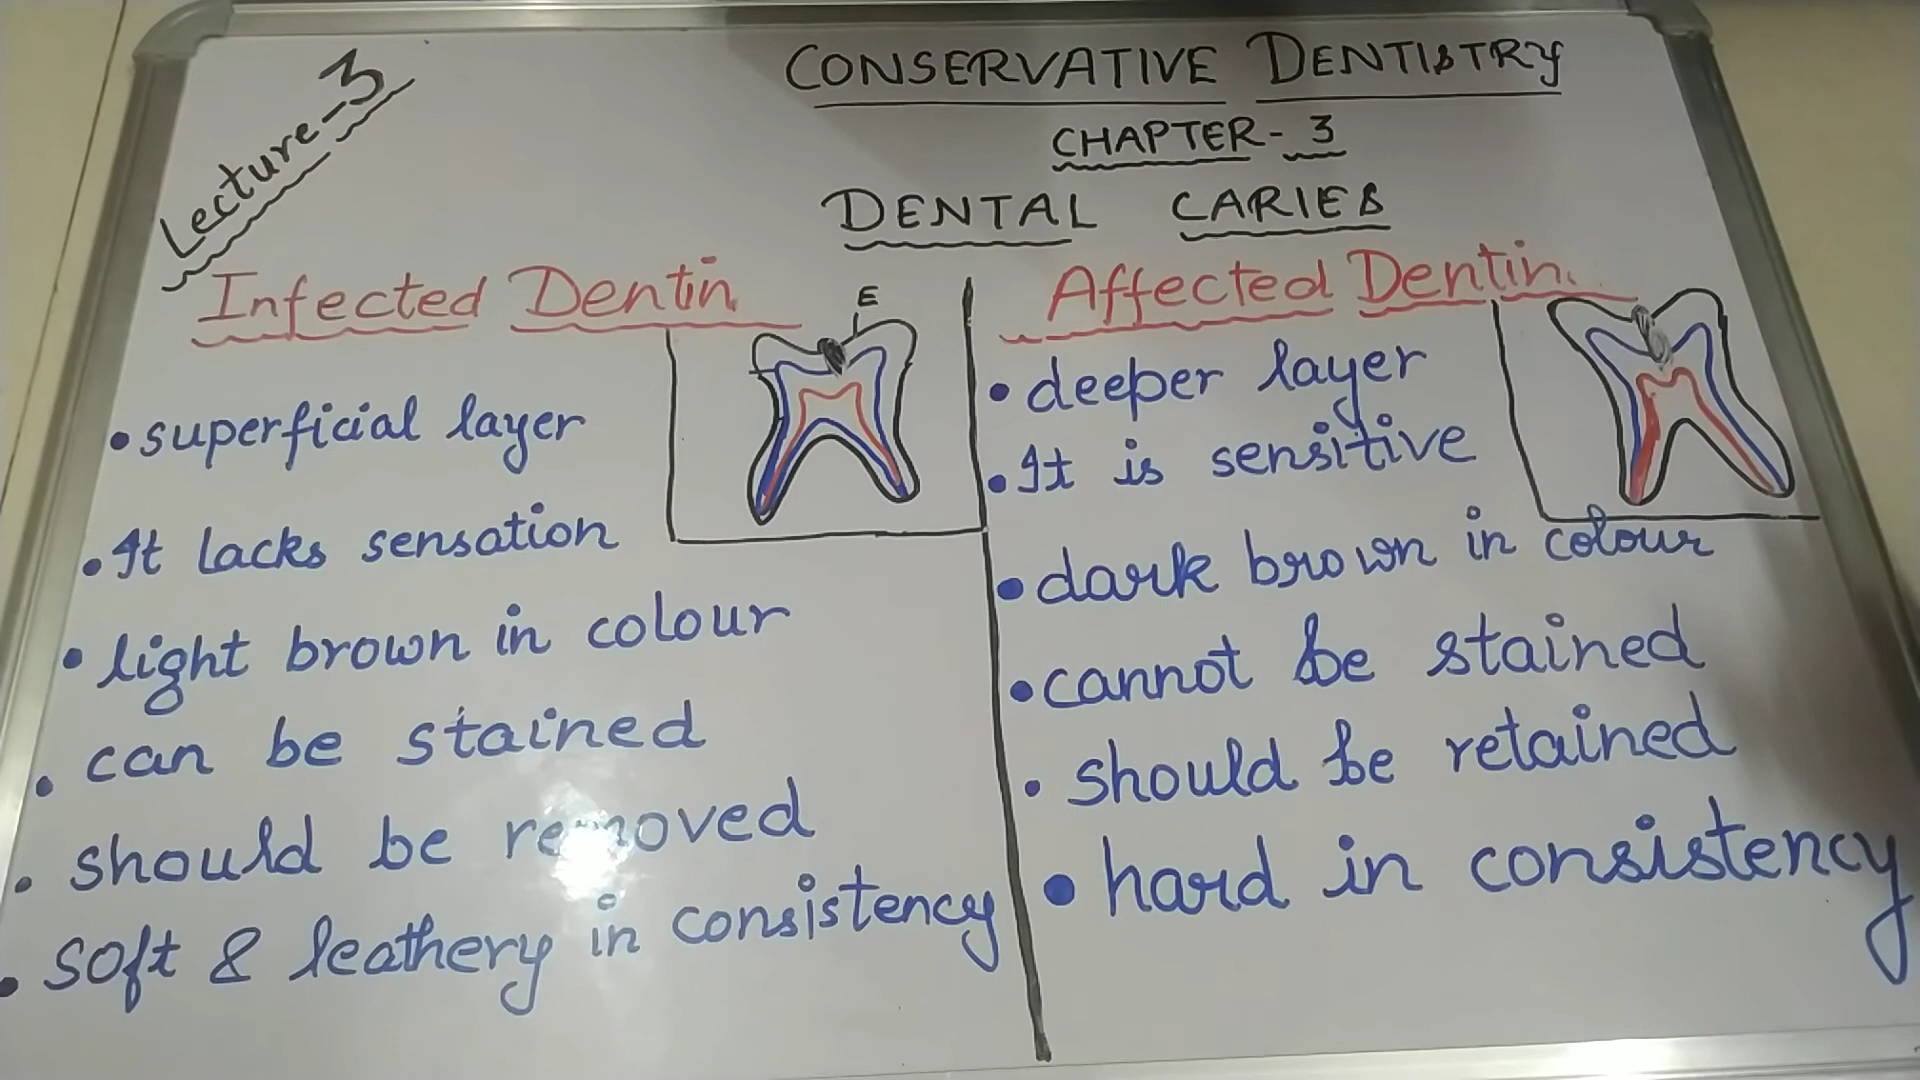 Lecture-3
CONSERVATIVE DENTISTRY
CHAPTER-3
DENTAL CARIES
Infected Dentin
E
• superficial layer
• It lacks sensation
• light brown in colour
• can be stained
• should be removed
• soft & leathery in consistency
Affected Dentin
• deeper layer
• It is sensitive
• dark brown in colour
• cannot be stained
• should be retained
• hard in consistency